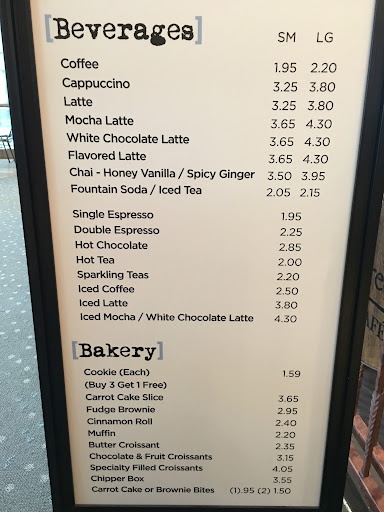 [Beverages]
SM LG
Coffee 1.95 2.20
Cappuccino 3.25 3.80
Latte 3.25 3.80
Mocha Latte 3.65 4.30
White Chocolate Latte 3.65 4.30
Flavored Latte 3.65 4.30
Chai - Honey Vanilla / Spicy Ginger 3.50 3.95
Fountain Soda / Iced Tea 2.05 2.15
Single Espresso 1.95
Double Espresso 2.25
Hot Chocolate 2.85
Hot Tea 2.00
Sparkling Teas 2.20
Iced Coffee 2.50
Iced Latte 3.80
Iced Mocha / White Chocolate Latte 4.30
[Bakery]
Cookie (Each) 1.59
(Buy 3 Get 1 Free)
Carrot Cake Slice 3.65
Fudge Brownie 2.95
Cinnamon Roll 2.40
Muffin 2.20
Butter Croissant 2.35
Chocolate & Fruit Croissants 3.15
Specialty Filled Croissants 4.05
Chipper Box 3.55
Carrot Cake or Brownie Bites (1).95 (2) 1.50